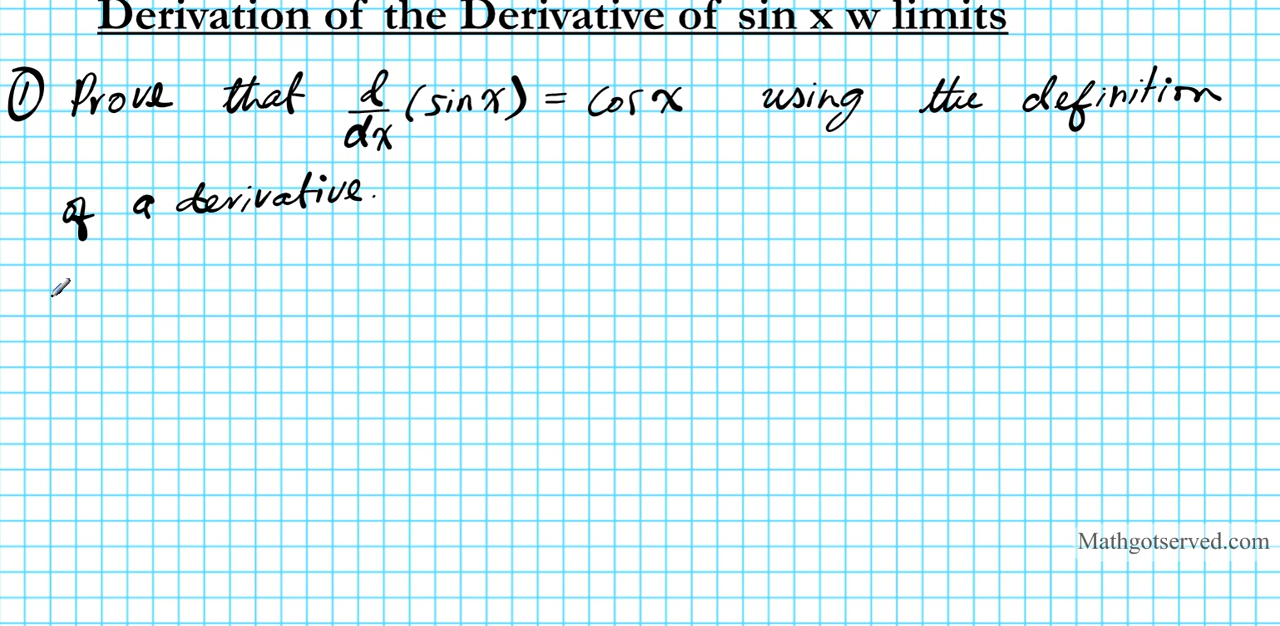 Derivation of the Derivative of sin x w limits
① Prove that d/dx (sin x) = cos x using the definition
of a derivative.
Mathgotserved.com